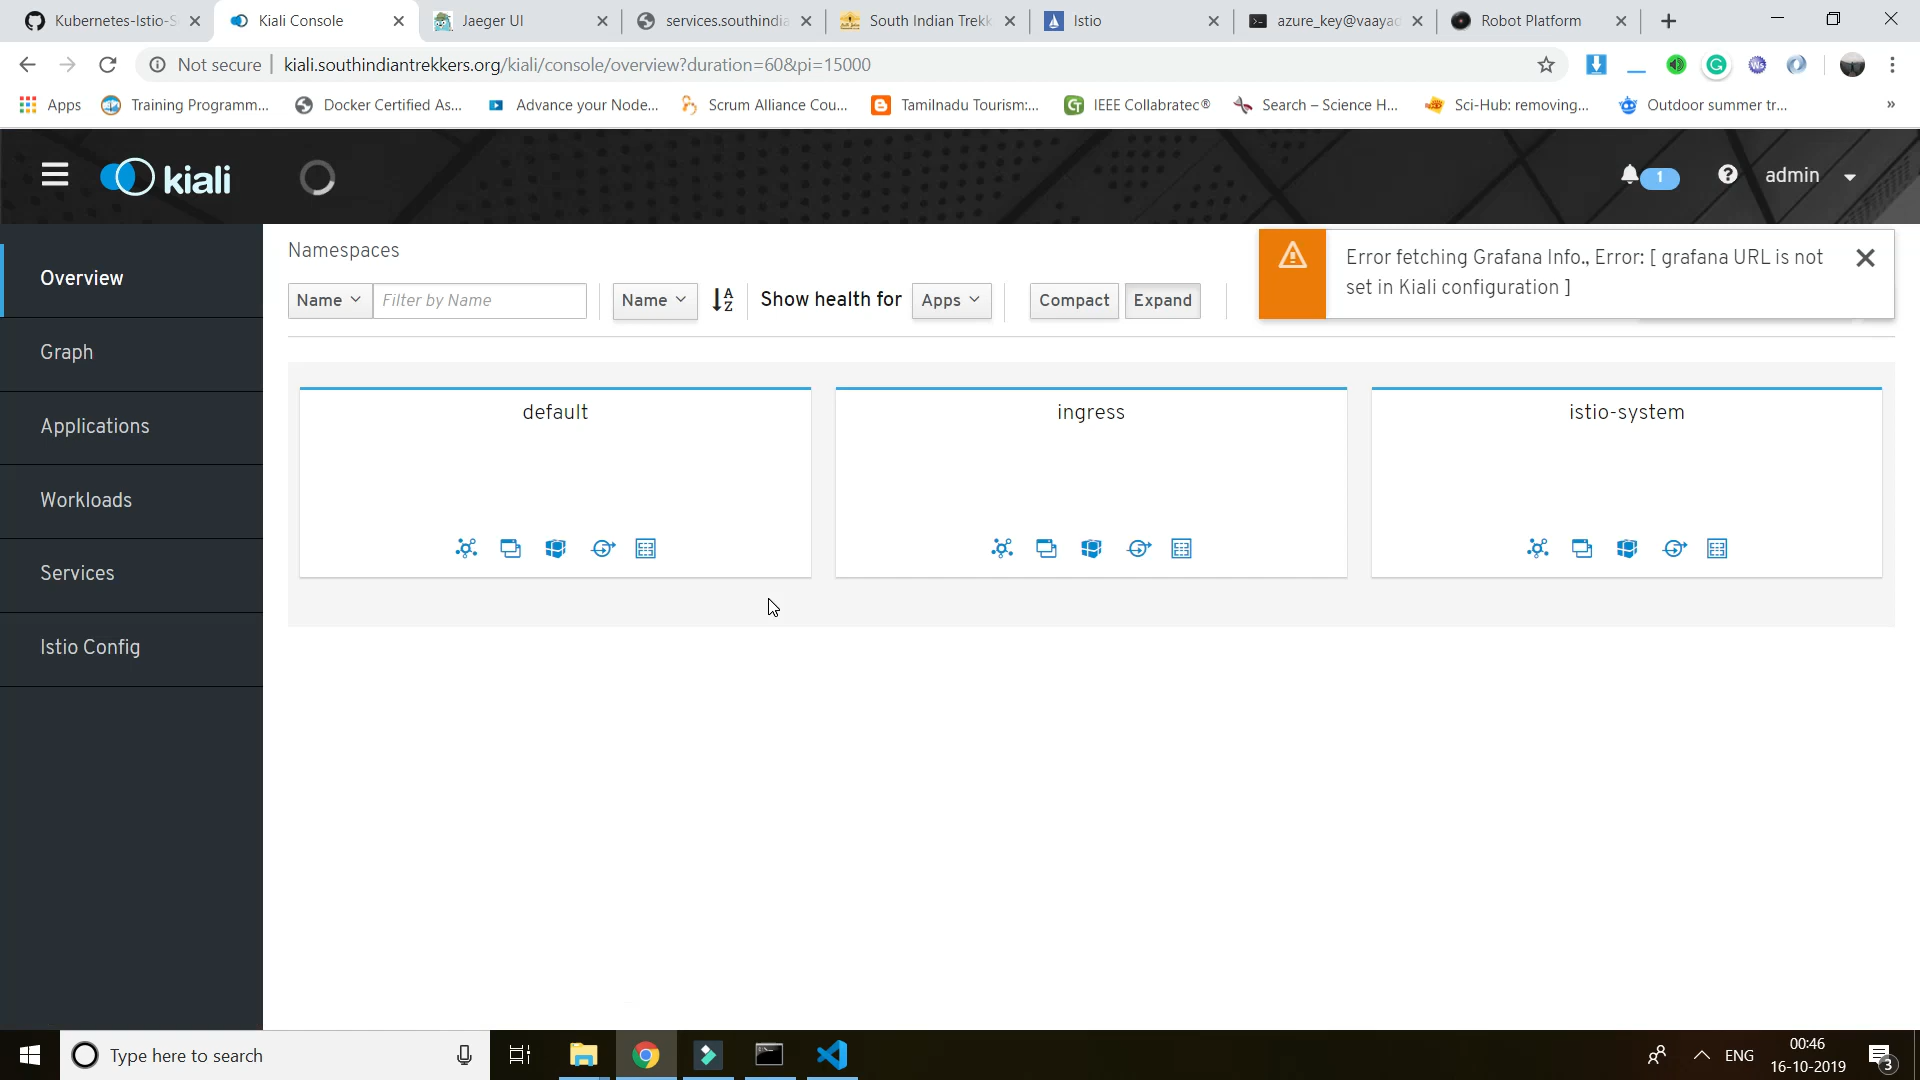 Kubernetes-Istio-S
Kiali Console
Jaeger UI
services.southindia
South Indian Trekk
Istio
azure_key@vaayad
Robot Platform
Not secure
kiali.southindiantrekkers.org/kiali/console/overview?duration=60&pi=15000
Apps
Training Programm...
Docker Certified As...
Advance your Node...
Scrum Alliance Cou...
Tamilnadu Tourism:...
IEEE Collabratec®
Search – Science H...
Sci-Hub: removing...
Outdoor summer tr...
»
kiali
1
admin
Overview
Graph
Applications
Workloads
Services
Istio Config
Namespaces
Error fetching Grafana Info., Error: [ grafana URL is not
set in Kiali configuration ]
Name
Filter by Name
Name
Show health for
Apps
Compact
Expand
default
ingress
istio-system
Type here to search
ENG
00:46
16-10-2019
3